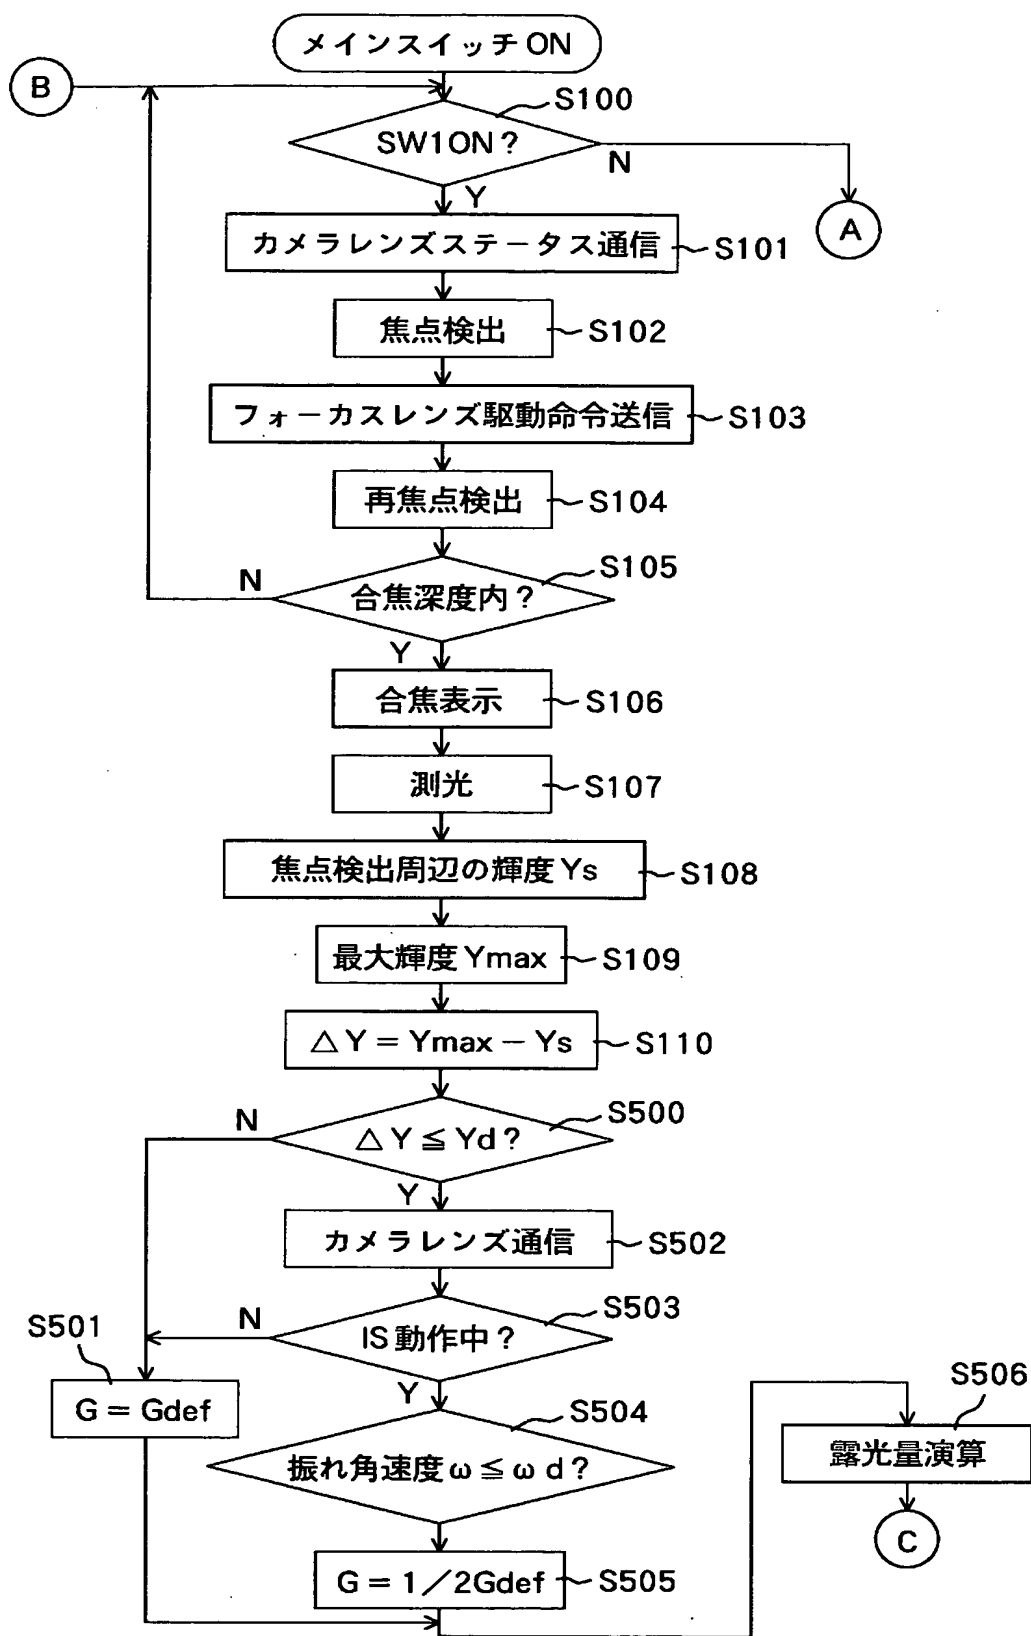 メインスイッチON
B
S100
SW1ON?
N
Y
A
カメラレンズステータス通信
S101
焦点検出
S102
フォーカスレンズ駆動命令送信
S103
再焦点検出
S104
S105
N
合焦深度内?
Y
合焦表示
S106
測光
S107
焦点検出周辺の輝度Ys
S108
最大輝度Ymax
S109
△Y=Ymax−Ys
S110
S500
N
△Y≦Yd?
Y
カメラレンズ通信
S502
S503
N
IS動作中?
S501
Y
G=Gdef
S504
振れ角速度ω≦ωd?
S506
露光量演算
C
G=1/2Gdef
S505